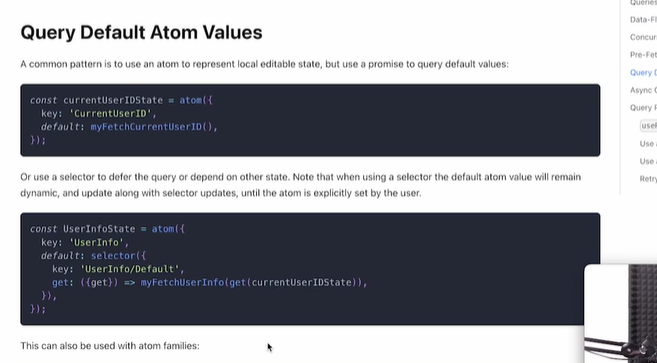 Queries
Query Default Atom Values
A common pattern is to use an atom to represent local editable state, but use a promise to query default values:
const currentUserIDState = atom({
key: 'CurrentUserID',
default: myFetchCurrentUserID(),
});
Or use a selector to defer the query or depend on other state. Note that when using a selector the default atom value will remain
dynamic, and update along with selector updates, until the atom is explicitly set by the user.
const UserInfoState = atom({
key: 'UserInfo',
default: selector({
key: 'UserInfo/Default',
get: ({get}) => myFetchUserInfo(get(currentUserIDState)),
}),
});
This can also be used with atom families:
Data-Fl
Concur
Pre-Fet
Query D
Async
Query
Use
Use
Retry